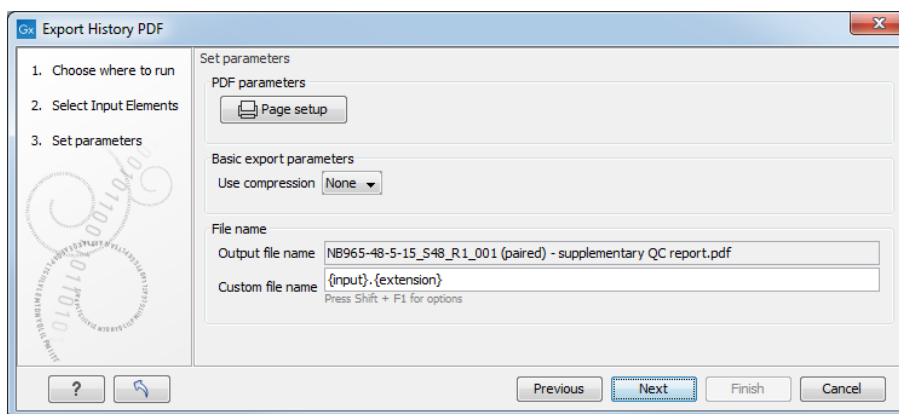 Gx Export History PDF
X
1. Choose where to run
2. Select Input Elements
3. Set parameters
Set parameters
PDF parameters
Page setup
Basic export parameters
Use compression None
File name
Output file name NB965-48-5-15_S48_R1_001 (paired) - supplementary QC report.pdf
Custom file name {input}.{extension}
Press Shift + F1 for options
? Previous Next Finish Cancel